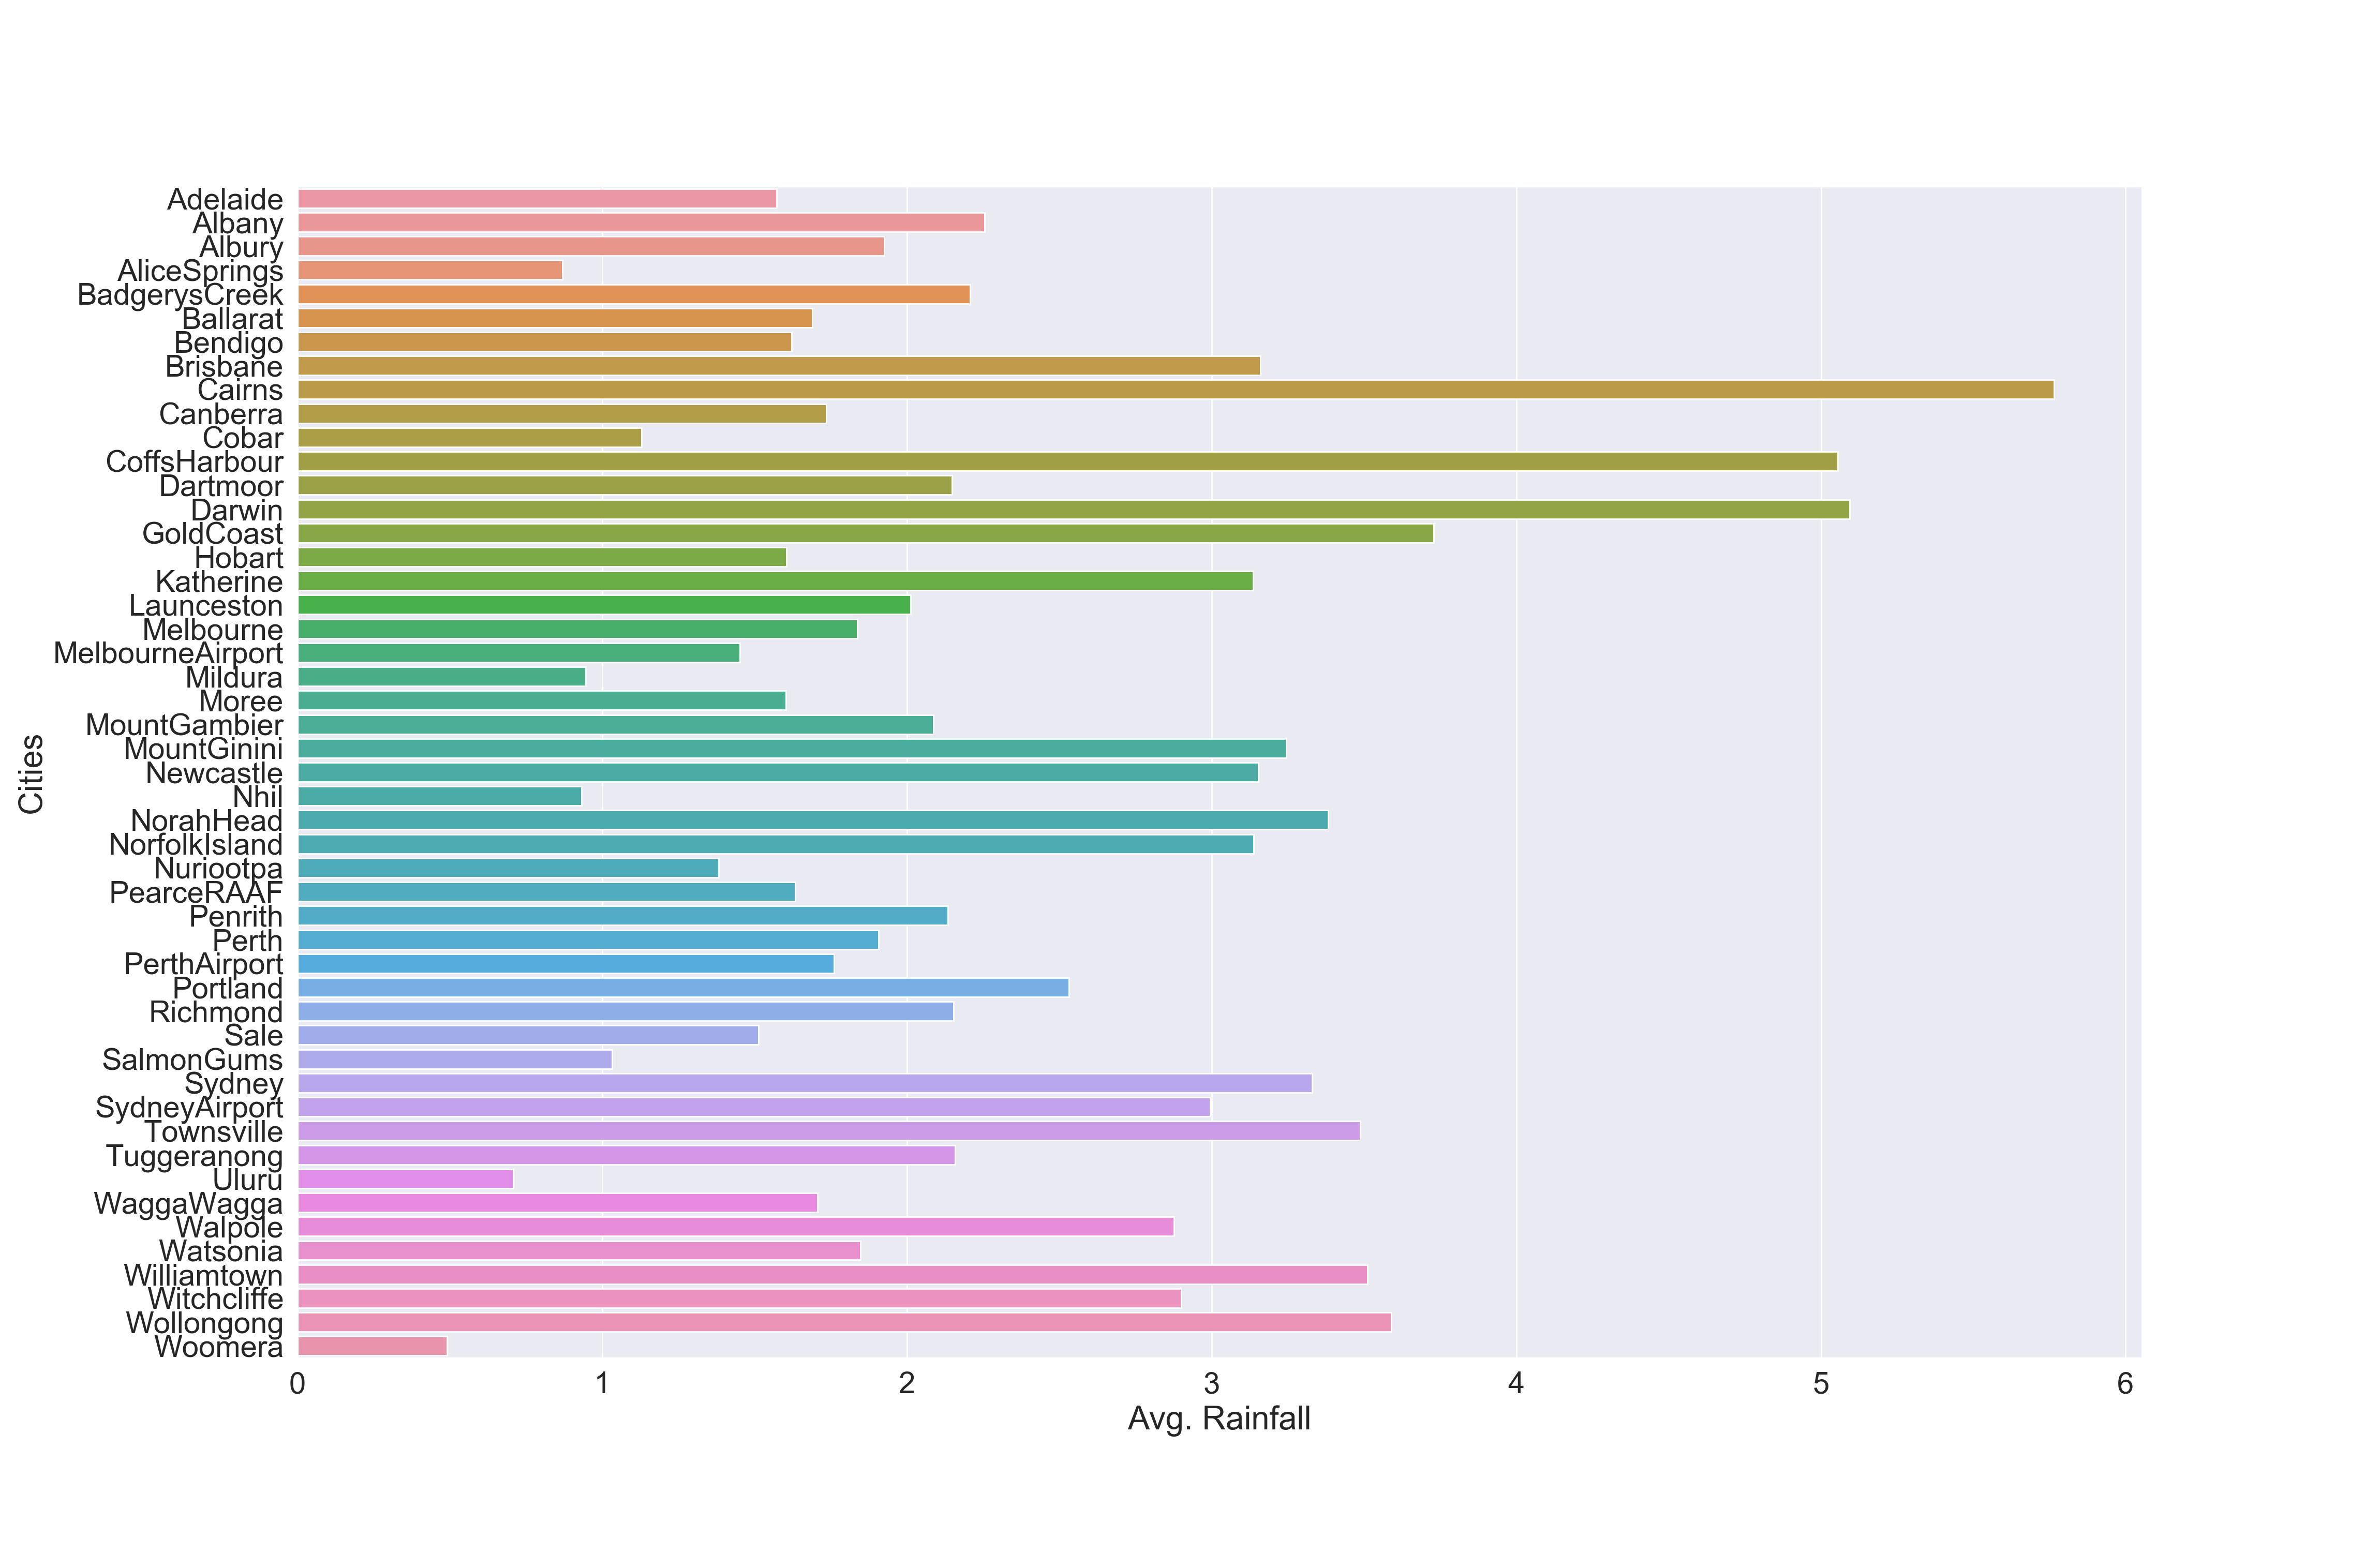 Adelaide
Albany
Albury
AliceSprings
BadgerysCreek
Ballarat
Bendigo
Brisbane
Cairns
Canberra
Cobar
CoffsHarbour
Dartmoor
Darwin
GoldCoast
Hobart
Katherine
Launceston
Melbourne
MelbourneAirport
Mildura
Moree
MountGambier
MountGinini
Newcastle
Nhil
NorahHead
NorfolkIsland
Nuriootpa
PearceRAAF
Penrith
Perth
PerthAirport
Portland
Richmond
Sale
SalmonGums
Sydney
SydneyAirport
Townsville
Tuggeranong
Uluru
WaggaWagga
Walpole
Watsonia
Williamtown
Witchcliffe
Wollongong
Woomera
Cities
0 1 2 3 4 5 6
Avg. Rainfall